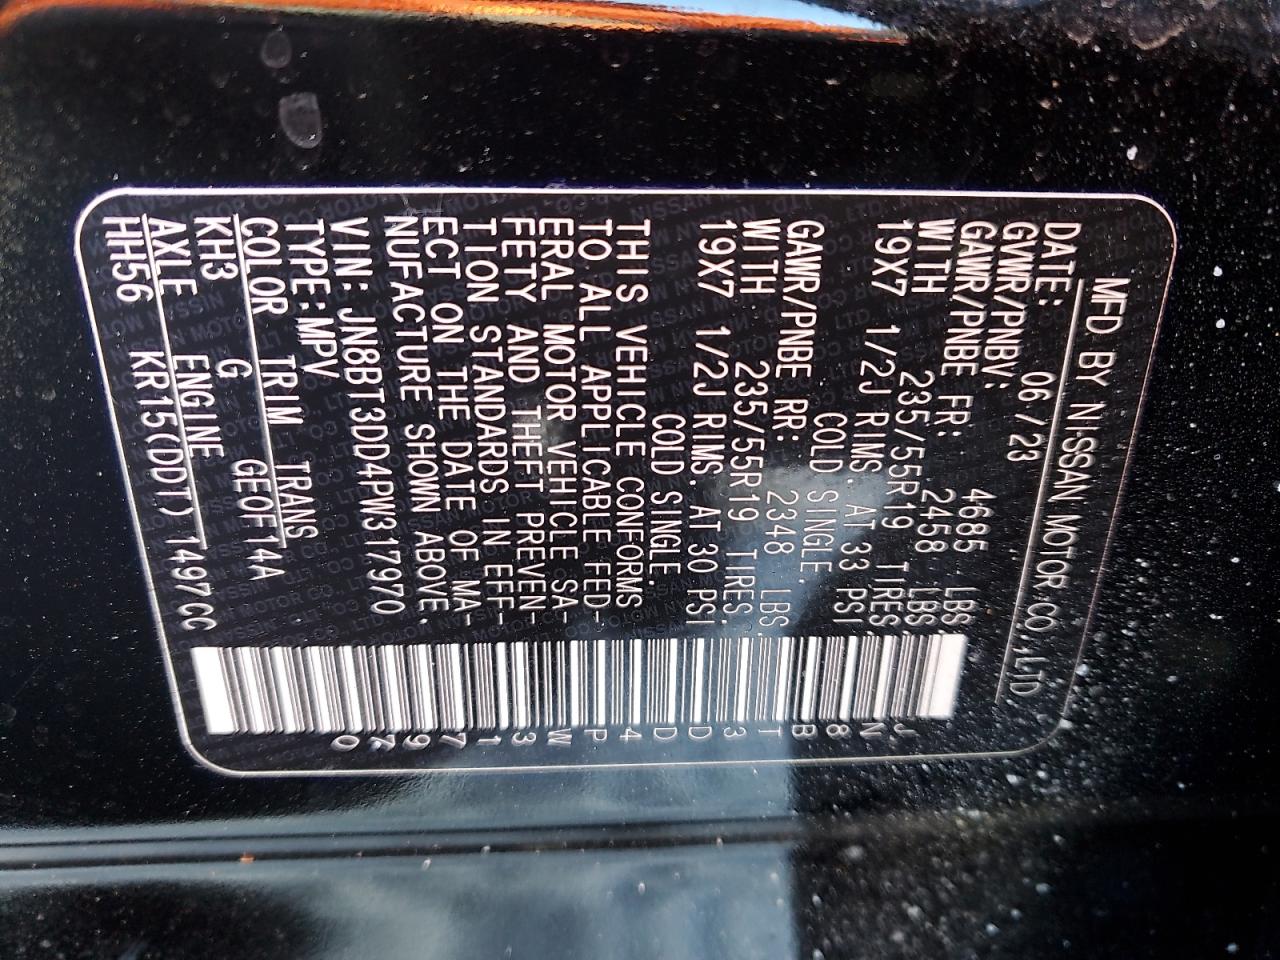 MFD BY NISSAN MOTOR CO.,LTD
DATE: 06/23
GVWR/PNBV: 4685 LBS.
GAWR/PNBE FR: 2458 LBS.
WITH 235/55R19 TIRES,
19X7 1/2J RIMS. AT 33 PSI
COLD SINGLE.
GAWR/PNBE RR: 2348 LBS.
WITH 235/55R19 TIRES,
19X7 1/2J RIMS. AT 30 PSI
COLD SINGLE.
THIS VEHICLE CONFORMS
TO ALL APPLICABLE FED-
ERAL MOTOR VEHICLE SA-
FETY AND THEFT PREVEN-
TION STANDARDS IN EFF-
ECT ON THE DATE OF MA-
NUFACTURE SHOWN ABOVE.
VIN:JN8BT3DD4PW317970
TYPE:MPV
COLOR TRIM TRANS
KH3 G GEOF14A
AXLE ENGINE
HH56 KR15(DDT) 1497CC
JN8BT3DD4PW317970